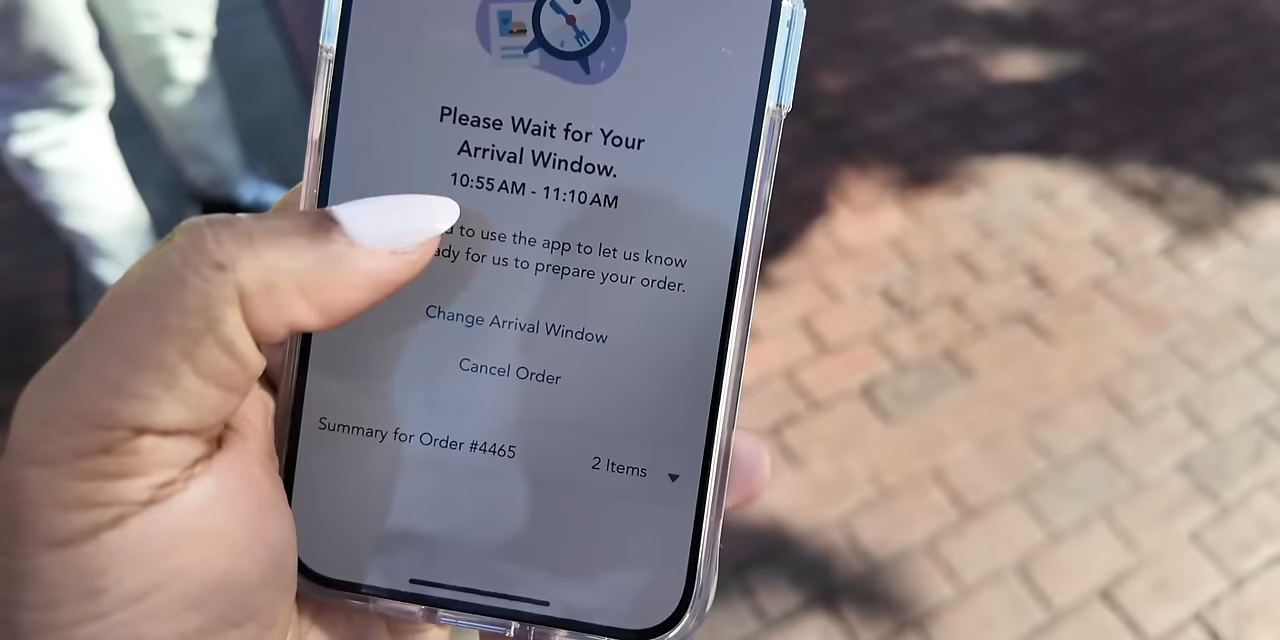 Please Wait for Your
Arrival Window.
10:55 AM - 11:10 AM
to use the app to let us know
for us to prepare your order.
Change Arrival Window
Cancel Order
Summary for Order #4465
2 Items